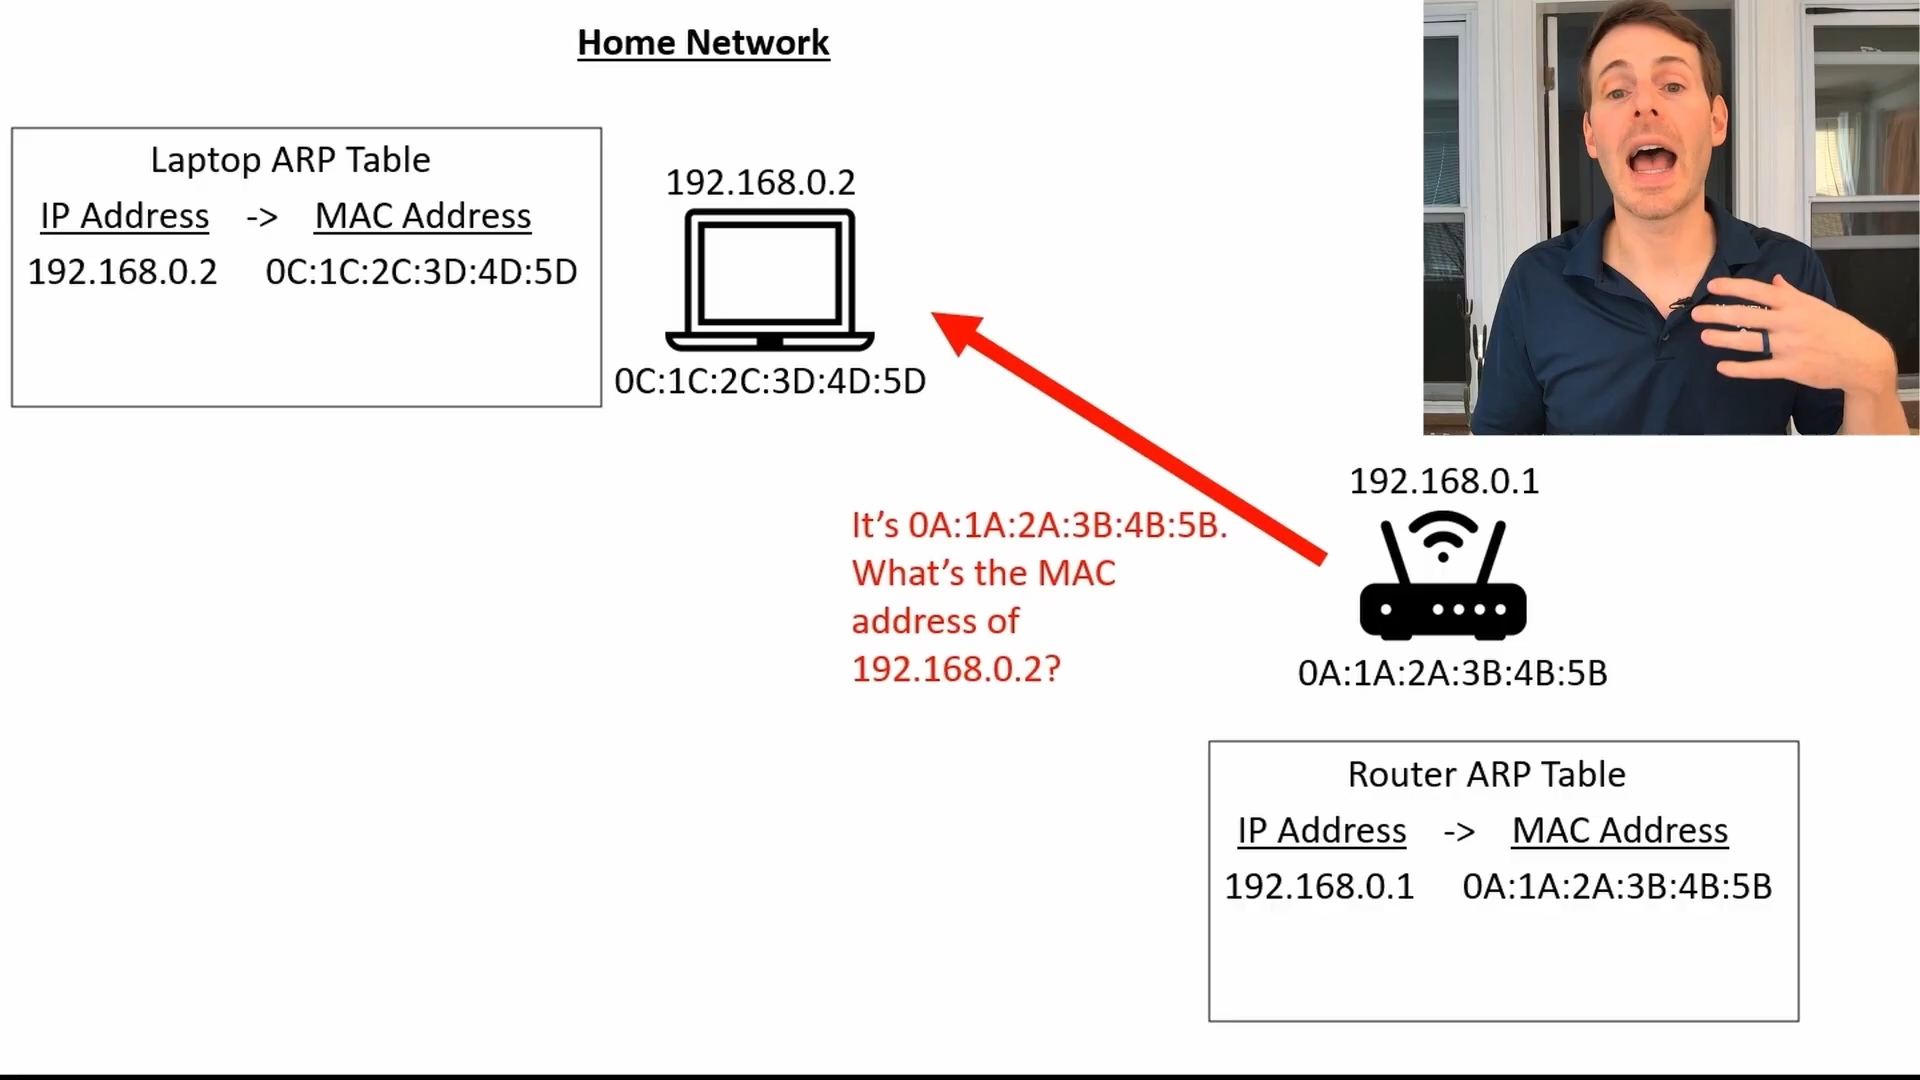 Home Network
Laptop ARP Table
IP Address -> MAC Address
192.168.0.2 0C:1C:2C:3D:4D:5D
192.168.0.2
0C:1C:2C:3D:4D:5D
It’s 0A:1A:2A:3B:4B:5B.
What’s the MAC
address of
192.168.0.2?
192.168.0.1
0A:1A:2A:3B:4B:5B
Router ARP Table
IP Address -> MAC Address
192.168.0.1 0A:1A:2A:3B:4B:5B